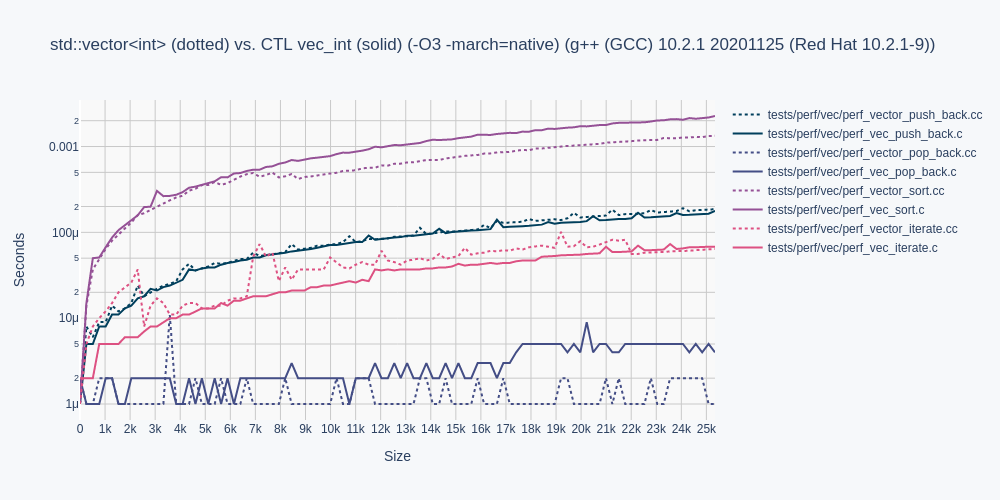 std::vector<int> (dotted) vs. CTL vec_int (solid) (-O3 -march=native) (g++ (GCC) 10.2.1 20201125 (Red Hat 10.2.1-9))
2
0.001
5
2
100μ
5
2
10μ
5
2
1μ
Seconds
0 1k 2k 3k 4k 5k 6k 7k 8k 9k 10k 11k 12k 13k 14k 15k 16k 17k 18k 19k 20k 21k 22k 23k 24k 25k
Size
tests/perf/vec/perf_vector_push_back.cc
tests/perf/vec/perf_vec_push_back.c
tests/perf/vec/perf_vector_pop_back.cc
tests/perf/vec/perf_vec_pop_back.c
tests/perf/vec/perf_vector_sort.cc
tests/perf/vec/perf_vec_sort.c
tests/perf/vec/perf_vector_iterate.cc
tests/perf/vec/perf_vec_iterate.c